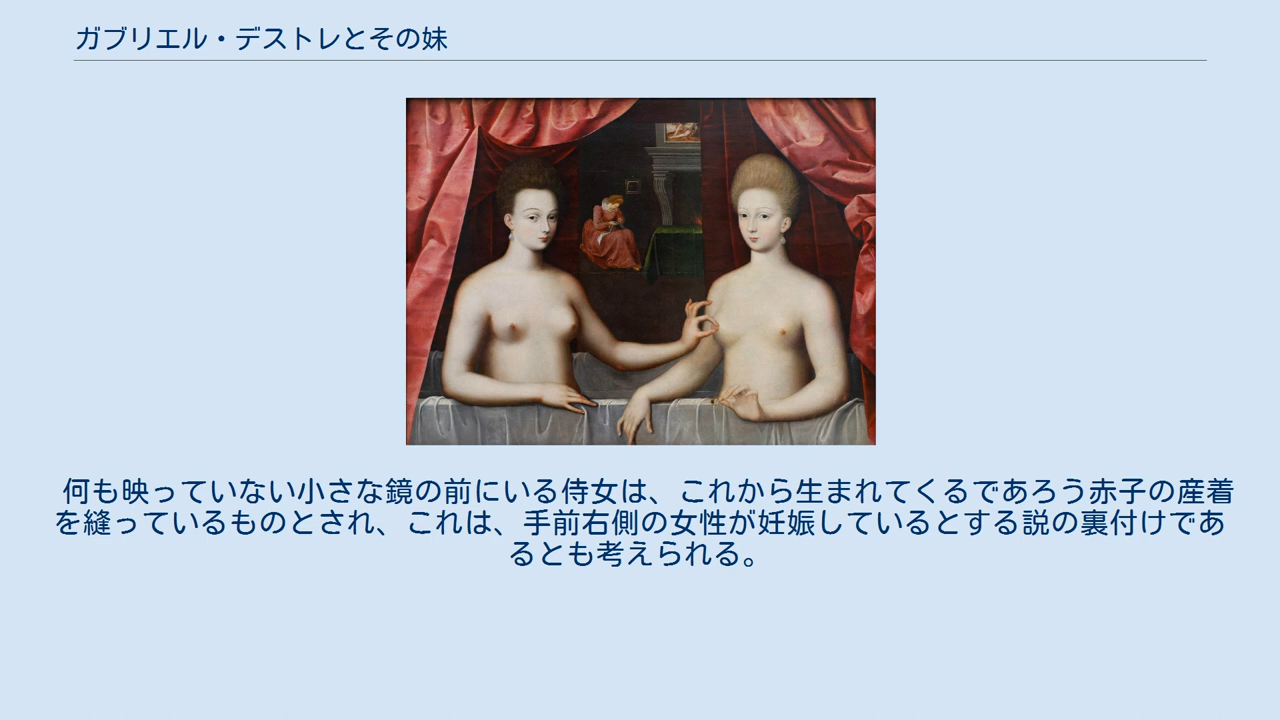 ガブリエル・デストレとその妹
何も映っていない小さな鏡の前にいる侍女は、これから生まれてくるであろう赤子の産着
を縫っているものとされ、これは、手前右側の女性が妊娠しているとする説の裏付けであ
るとも考えられる。